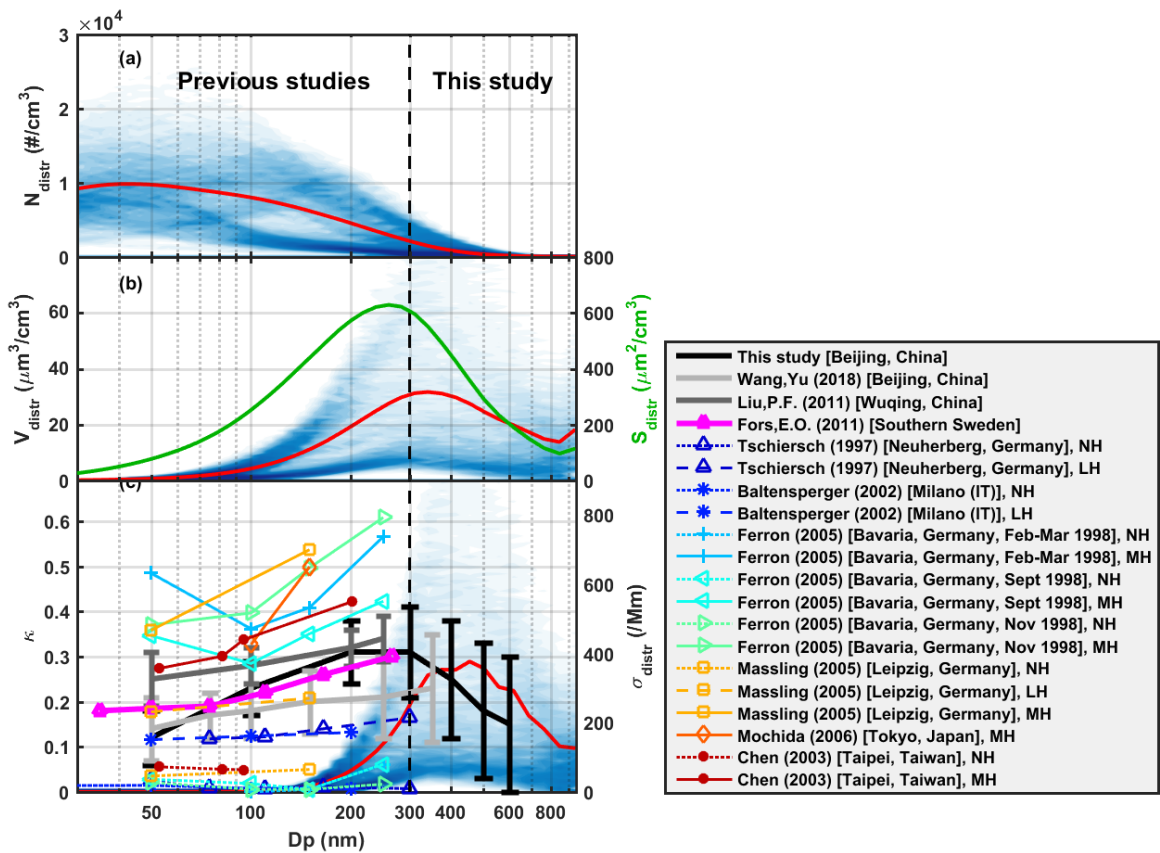 ×10⁴
3
2
1
0
N_distr (#/cm³)
(a)
Previous studies
This study
(b)
60
40
20
0
V_distr (μm³/cm³)
800
600
400
200
0
S_distr (μm²/cm³)
(c)
0.6
0.5
0.4
0.3
0.2
0.1
0
κ
800
600
400
200
0
σ_distr (/Mm)
50 100 200 300 400 600 800
Dp (nm)
This study [Beijing, China]
Wang,Yu (2018) [Beijing, China]
Liu,P.F. (2011) [Wuqing, China]
Fors,E.O. (2011) [Southern Sweden]
Tschiersch (1997) [Neuherberg, Germany], NH
Tschiersch (1997) [Neuherberg, Germany], LH
Baltensperger (2002) [Milano (IT)], NH
Baltensperger (2002) [Milano (IT)], LH
Ferron (2005) [Bavaria, Germany, Feb-Mar 1998], NH
Ferron (2005) [Bavaria, Germany, Feb-Mar 1998], MH
Ferron (2005) [Bavaria, Germany, Sept 1998], NH
Ferron (2005) [Bavaria, Germany, Sept 1998], MH
Ferron (2005) [Bavaria, Germany, Nov 1998], NH
Ferron (2005) [Bavaria, Germany, Nov 1998], MH
Massling (2005) [Leipzig, Germany], NH
Massling (2005) [Leipzig, Germany], LH
Massling (2005) [Leipzig, Germany], MH
Mochida (2006) [Tokyo, Japan], MH
Chen (2003) [Taipei, Taiwan], NH
Chen (2003) [Taipei, Taiwan], MH